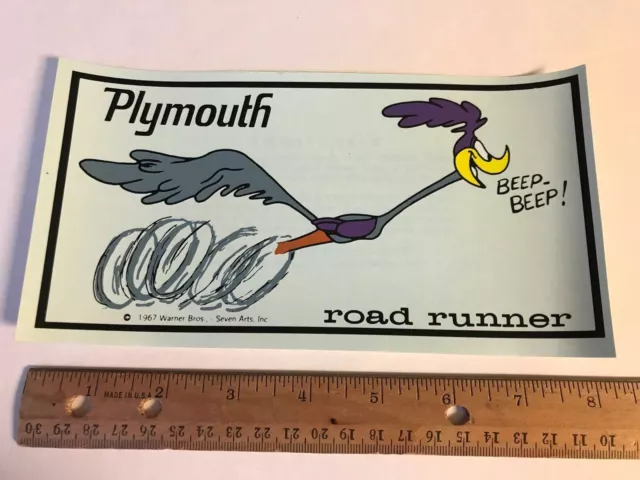 Plymouth
BEEP-
BEEP!
© 1967 Warner Bros., - Seven Arts, Inc
road runner
1 2 3 4 5 6 7 8
MADE IN U.S.A
30 29 28 27 26 25 24 23 22 21 20 19 18 17 16 15 14 13 12 11 10